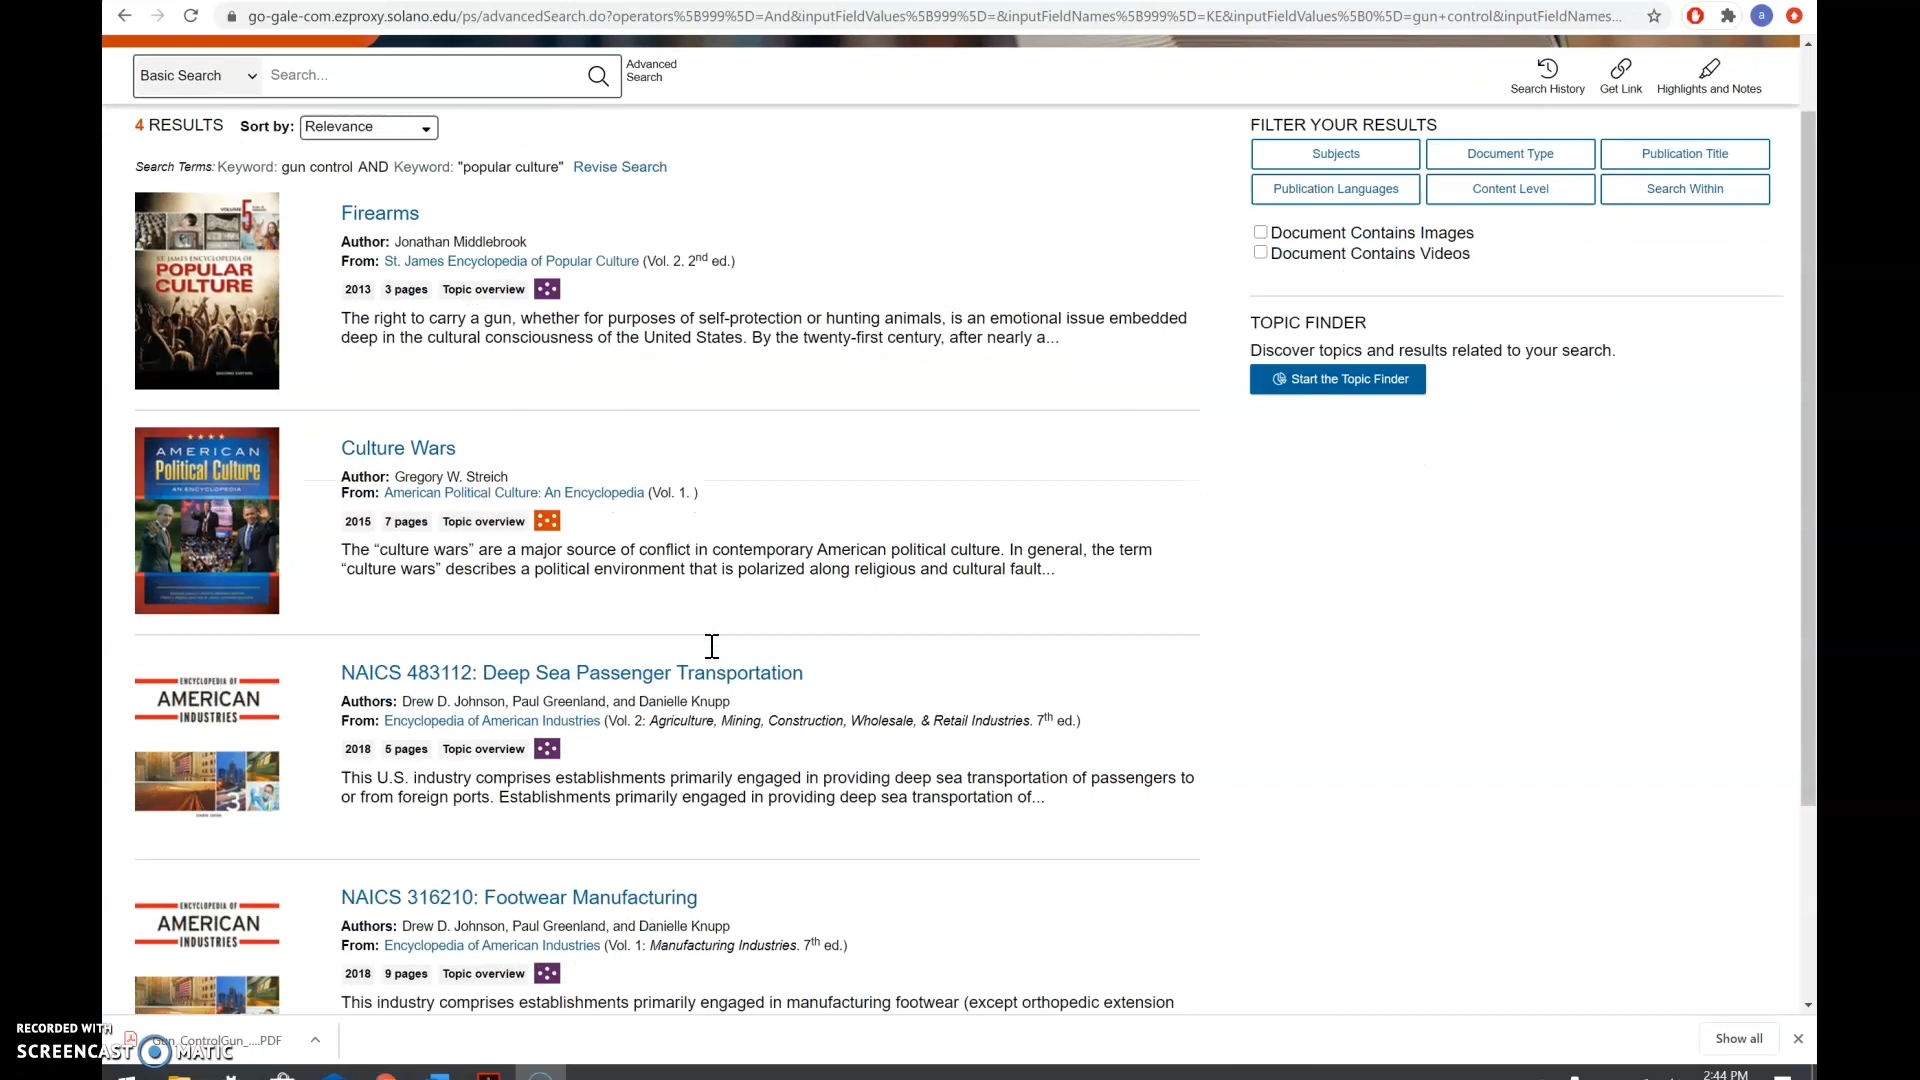 go-gale-com.ezproxy.solano.edu/ps/advancedSearch.do?operators%5B999%5D=And&inputFieldValues%5B999%5D=&inputFieldNames%5B999%5D=KE&inputFieldValues%5B0%5D=gun+control&inputFieldNames...
a
Basic Search
Search...
Advanced
Search
Search History
Get Link
Highlights and Notes
4 RESULTS
Sort by:
Relevance
Search Terms: Keyword: gun control AND Keyword: "popular culture" Revise Search
VOLUME 5
ST. JAMES ENCYCLOPEDIA OF
POPULAR
CULTURE
SECOND EDITION
Firearms
Author: Jonathan Middlebrook
From: St. James Encyclopedia of Popular Culture (Vol. 2. 2nd ed.)
2013 3 pages Topic overview
The right to carry a gun, whether for purposes of self-protection or hunting animals, is an emotional issue embedded
deep in the cultural consciousness of the United States. By the twenty-first century, after nearly a...
AMERICAN
Political Culture
AN ENCYCLOPEDIA
Culture Wars
Author: Gregory W. Streich
From: American Political Culture: An Encyclopedia (Vol. 1. )
2015 7 pages Topic overview
The “culture wars” are a major source of conflict in contemporary American political culture. In general, the term
“culture wars” describes a political environment that is polarized along religious and cultural fault...
ENCYCLOPEDIA OF
AMERICAN
INDUSTRIES
NAICS 483112: Deep Sea Passenger Transportation
Authors: Drew D. Johnson, Paul Greenland, and Danielle Knupp
From: Encyclopedia of American Industries (Vol. 2: Agriculture, Mining, Construction, Wholesale, & Retail Industries. 7th ed.)
2018 5 pages Topic overview
This U.S. industry comprises establishments primarily engaged in providing deep sea transportation of passengers to
or from foreign ports. Establishments primarily engaged in providing deep sea transportation of...
ENCYCLOPEDIA OF
AMERICAN
INDUSTRIES
NAICS 316210: Footwear Manufacturing
Authors: Drew D. Johnson, Paul Greenland, and Danielle Knupp
From: Encyclopedia of American Industries (Vol. 1: Manufacturing Industries. 7th ed.)
2018 9 pages Topic overview
This industry comprises establishments primarily engaged in manufacturing footwear (except orthopedic extension
FILTER YOUR RESULTS
Subjects
Document Type
Publication Title
Publication Languages
Content Level
Search Within
Document Contains Images
Document Contains Videos
TOPIC FINDER
Discover topics and results related to your search.
Start the Topic Finder
Gun_ControlGun_....PDF
Show all
RECORDED WITH
SCREENCAST MATIC
2:44 PM